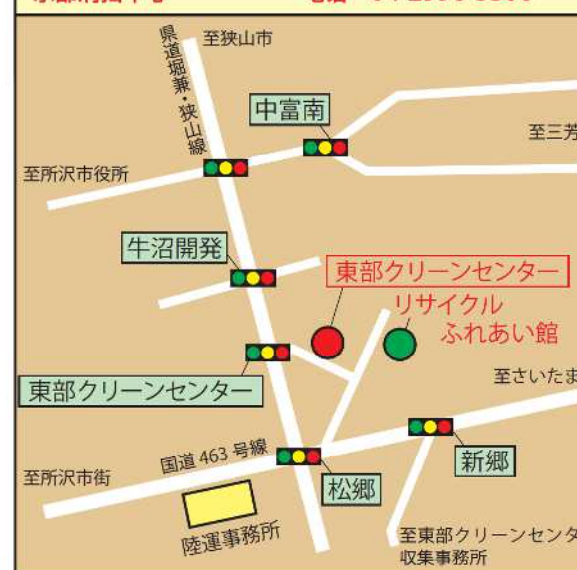 至狭山市
県道堀兼・狭山線
中富南
至三芳
至所沢市役所
牛沼開発
東部クリーンセンター
リサイクル
ふれあい館
東部クリーンセンター
至さいたま
国道 463 号線
新郷
至所沢市街
松郷
陸運事務所
至東部クリーンセンタ
収集事務所